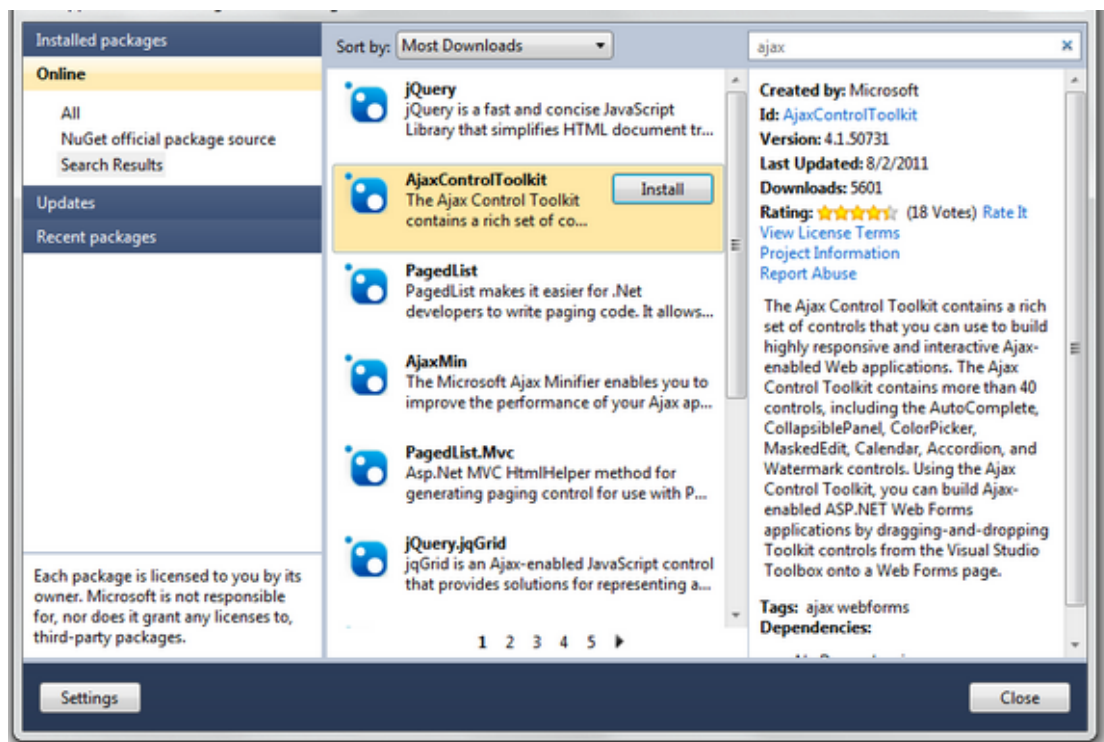 Installed packages
Online
All
NuGet official package source
Search Results
Updates
Recent packages
Each package is licensed to you by its
owner. Microsoft is not responsible
for, nor does it grant any licenses to,
third-party packages.
Settings
Sort by: Most Downloads
jQuery
jQuery is a fast and concise JavaScript
Library that simplifies HTML document tr...
AjaxControlToolkit
Install
The Ajax Control Toolkit
contains a rich set of co...
PagedList
PagedList makes it easier for .Net
developers to write paging code. It allows...
AjaxMin
The Microsoft Ajax Minifier enables you to
improve the performance of your Ajax ap...
PagedList.Mvc
Asp.Net MVC HtmlHelper method for
generating paging control for use with P...
jQuery.jqGrid
jqGrid is an Ajax-enabled JavaScript control
that provides solutions for representing a...
1 2 3 4 5
ajax
Created by: Microsoft
Id: AjaxControlToolkit
Version: 4.1.50731
Last Updated: 8/2/2011
Downloads: 5601
Rating: (18 Votes) Rate It
View License Terms
Project Information
Report Abuse
The Ajax Control Toolkit contains a rich
set of controls that you can use to build
highly responsive and interactive Ajax-
enabled Web applications. The Ajax
Control Toolkit contains more than 40
controls, including the AutoComplete,
CollapsiblePanel, ColorPicker,
MaskedEdit, Calendar, Accordion, and
Watermark controls. Using the Ajax
Control Toolkit, you can build Ajax-
enabled ASP.NET Web Forms
applications by dragging-and-dropping
Toolkit controls from the Visual Studio
Toolbox onto a Web Forms page.
Tags: ajax webforms
Dependencies:
Close